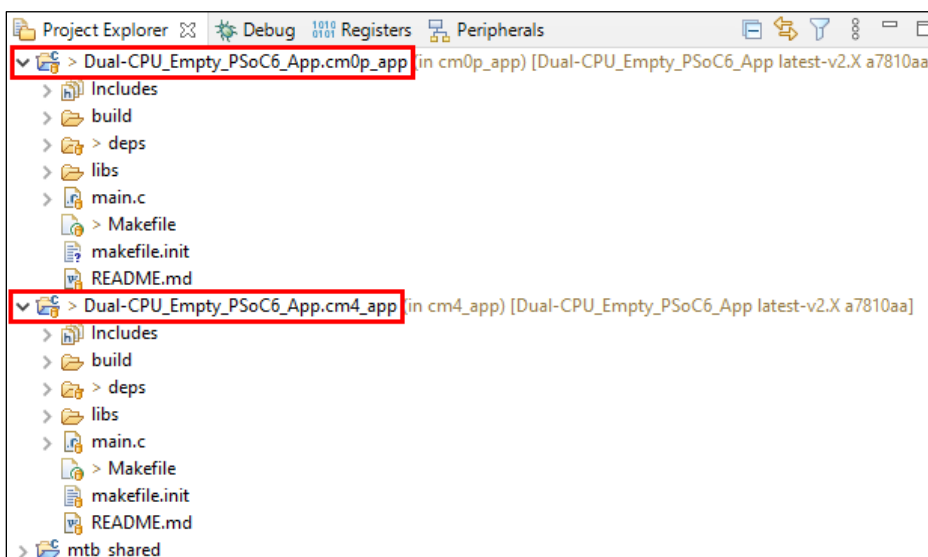 Project Explorer Debug 1010 0101 Registers Peripherals
> Dual-CPU_Empty_PSoC6_App.cm0p_app (in cm0p_app) [Dual-CPU_Empty_PSoC6_App latest-v2.X a7810aa
Includes
build
> deps
libs
main.c
> Makefile
makefile.init
README.md
> Dual-CPU_Empty_PSoC6_App.cm4_app (in cm4_app) [Dual-CPU_Empty_PSoC6_App latest-v2.X a7810aa]
Includes
build
> deps
libs
main.c
> Makefile
makefile.init
README.md
mtb_shared